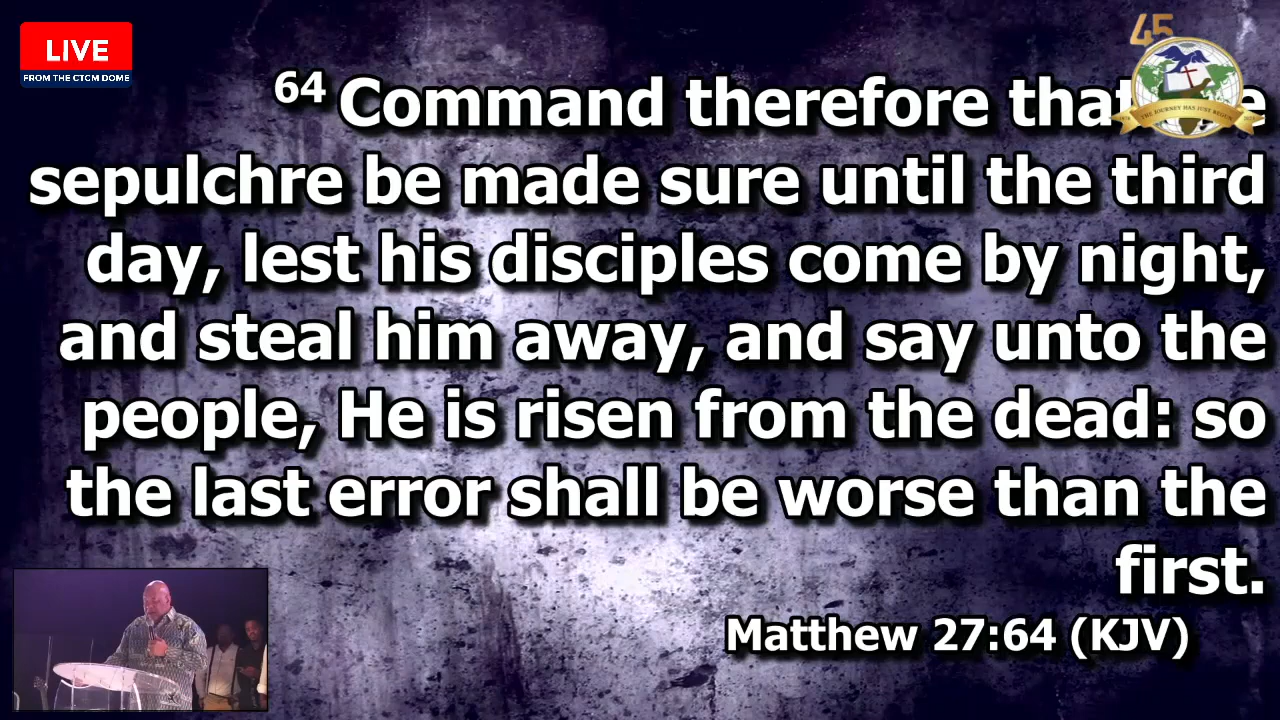 LIVE
FROM THE CTCM DOME
45
THE JOURNEY HAS JUST BEGUN
64 Command therefore that
sepulchre be made sure until the third
day, lest his disciples come by night,
and steal him away, and say unto the
people, He is risen from the dead: so
the last error shall be worse than the
first.
Matthew 27:64 (KJV)